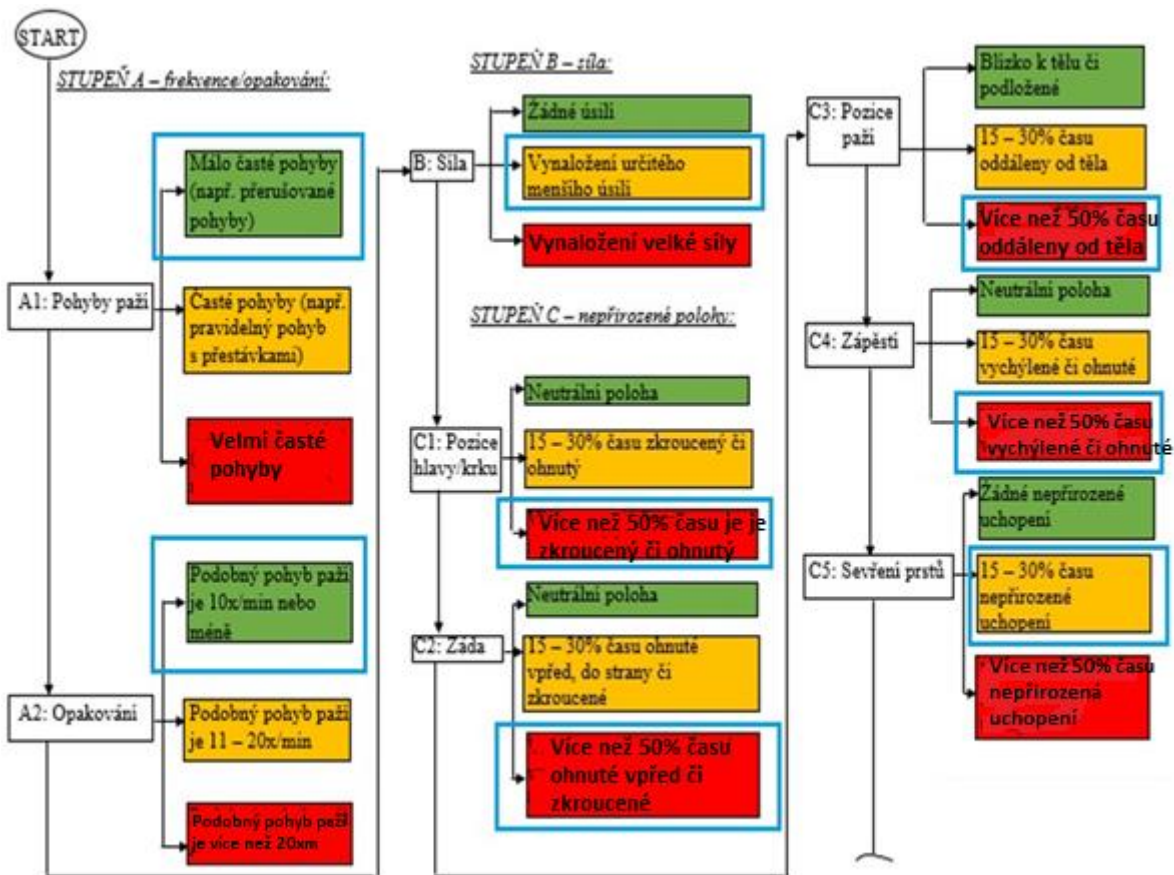 START
STUPEŇ A – frekvence/opakování:
Málo časté pohyby
(např. přerušované
pohyby)
A1: Pohyby paží
Časté pohyby (např.
pravidelný pohyb
s přestávkami)
Velmi časté
pohyby
Podobný pohyb paží
je 10x/min nebo
méně
A2: Opakování
Podobný pohyb paží
je 11 – 20x/min
Podobný pohyb paží
je více než 20xm
STUPEŇ B – síla:
Žádné úsilí
B: Síla
Vynaložení určitého
menšího úsilí
Vynaložení velké síly
STUPEŇ C – nepřirozené polohy:
Neutrální poloha
C1: Pozice
hlavy/krku
15 – 30% času zkroucený či
ohnutý
Více než 50% času je je
zkroucený či ohnutý
Neutrální poloha
C2: Záda
15 – 30% času ohnuté
vpřed, do strany či
zkroucené
Více než 50% času
ohnuté vpřed či
zkroucené
Blízko k tělu či
podložené
C3: Pozice
paží
15 – 30% času
oddáleny od těla
Více než 50% času
oddáleny od těla
Neutrální poloha
C4: Zápěstí
15 – 30% času
vychýlené či ohnuté
Více než 50% času
vychýlené či ohnuté
Žádné nepřirozené
uchopení
C5: Sevření prstů
15 – 30% času
nepřirozené
uchopení
Více než 50% času
nepřirozená
uchopení